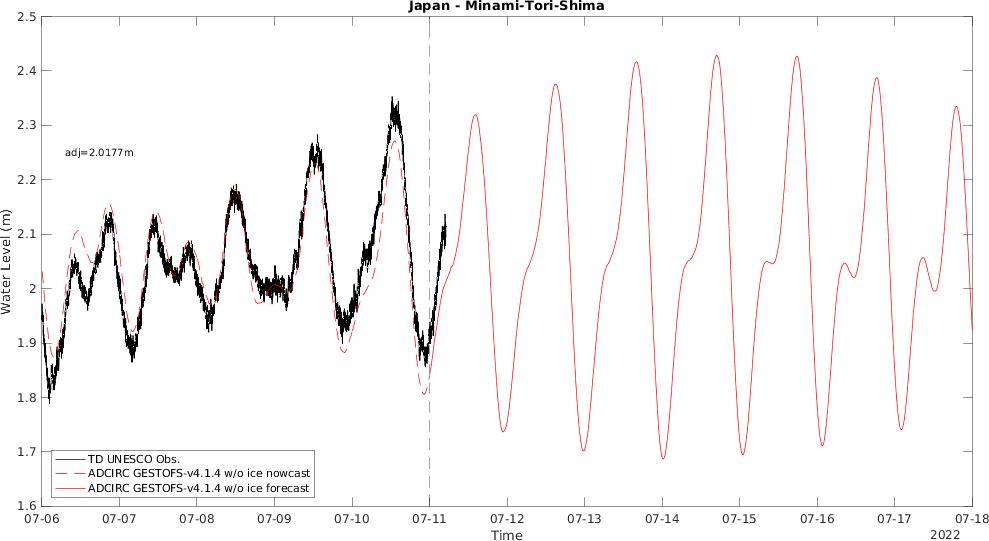 Japan - Minami-Tori-Shima
2.5
2.4
2.3
2.2
2.1
2
1.9
1.8
1.7
1.6
Water Level (m)
adj=2.0177m
TD UNESCO Obs.
ADCIRC GESTOFS-v4.1.4 w/o ice nowcast
ADCIRC GESTOFS-v4.1.4 w/o ice forecast
07-06 07-07 07-08 07-09 07-10 07-11 07-12 07-13 07-14 07-15 07-16 07-17 07-18
Time
2022